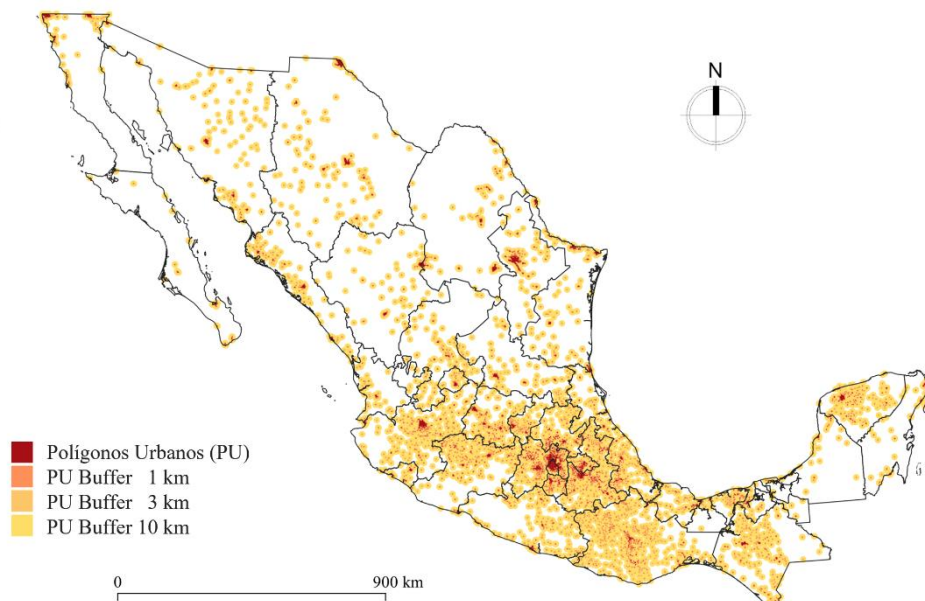 N
Polígonos Urbanos (PU)
PU Buffer 1 km
PU Buffer 3 km
PU Buffer 10 km
0 900 km